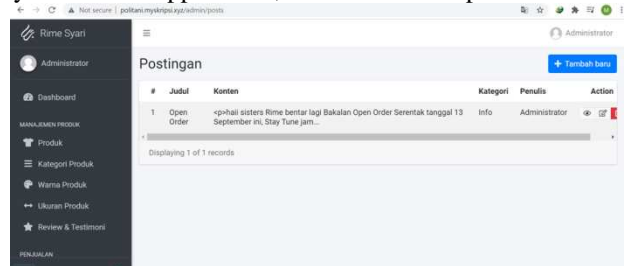 Not secure | politani.myskripsi.xyz/admin/posts
Rime Syari
Administrator
Administrator
Postingan
+ Tambah baru
Dashboard
MANAJEMEN PRODUK
Produk
Kategori Produk
Warna Produk
Ukuran Produk
Review & Testimoni
PENJUALAN
# Judul Konten Kategori Penulis Action
1 Open Order <p>haii sisters Rime bentar lagi Bakalan Open Order Serentak tanggal 13 Info Administrator
September ini, Stay Tune jam...
Displaying 1 of 1 records